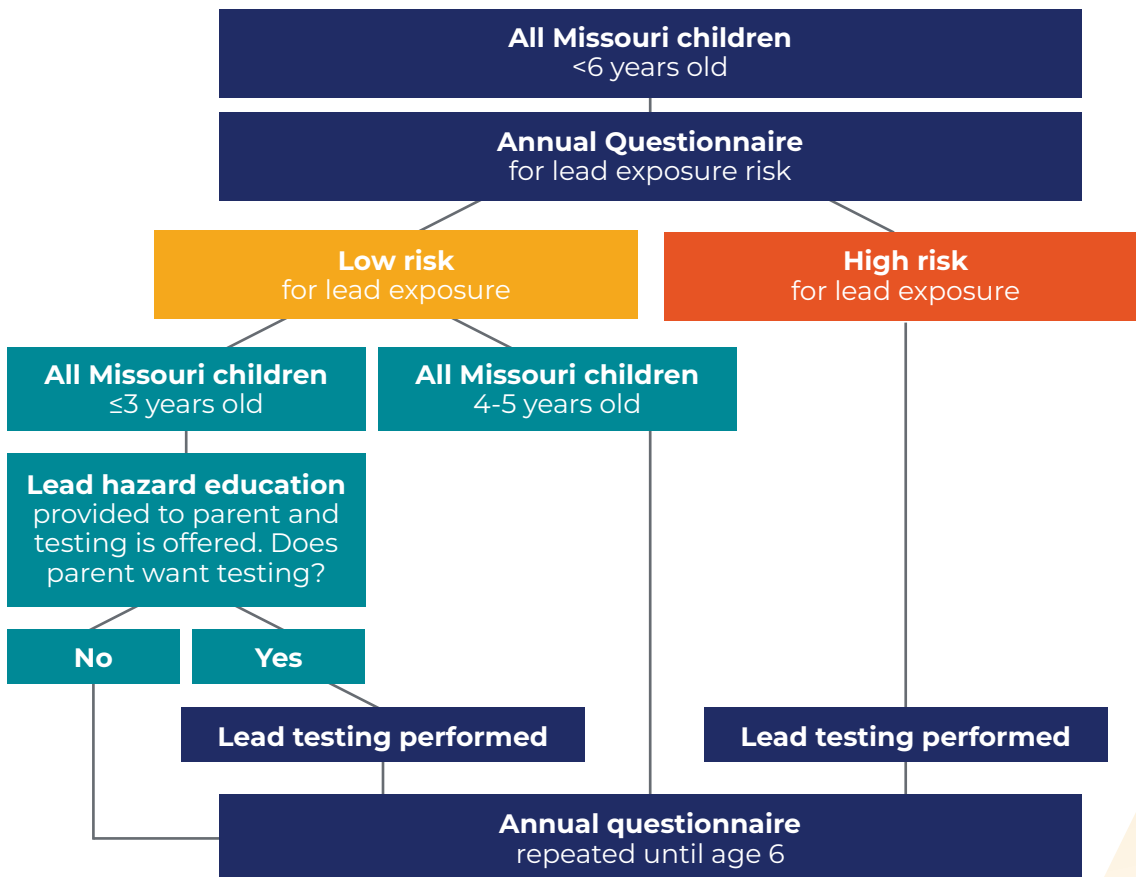 All Missouri children
<6 years old
Annual Questionnaire
for lead exposure risk
Low risk
for lead exposure
High risk
for lead exposure
All Missouri children
≤3 years old
All Missouri children
4-5 years old
Lead hazard education
provided to parent and
testing is offered. Does
parent want testing?
No
Yes
Lead testing performed
Lead testing performed
Annual questionnaire
repeated until age 6